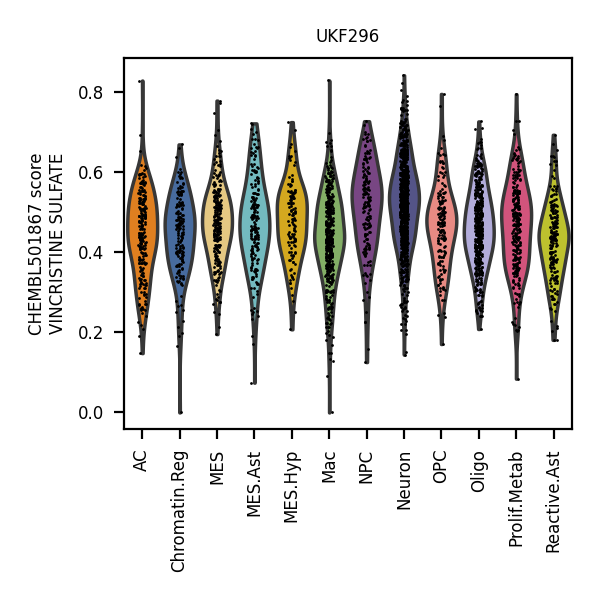 UKF296
CHEMBL501867 score
VINCRISTINE SULFATE
0.8
0.6
0.4
0.2
0.0
AC
Chromatin.Reg
MES
MES.Ast
MES.Hyp
Mac
NPC
Neuron
OPC
Oligo
Prolif.Metab
Reactive.Ast